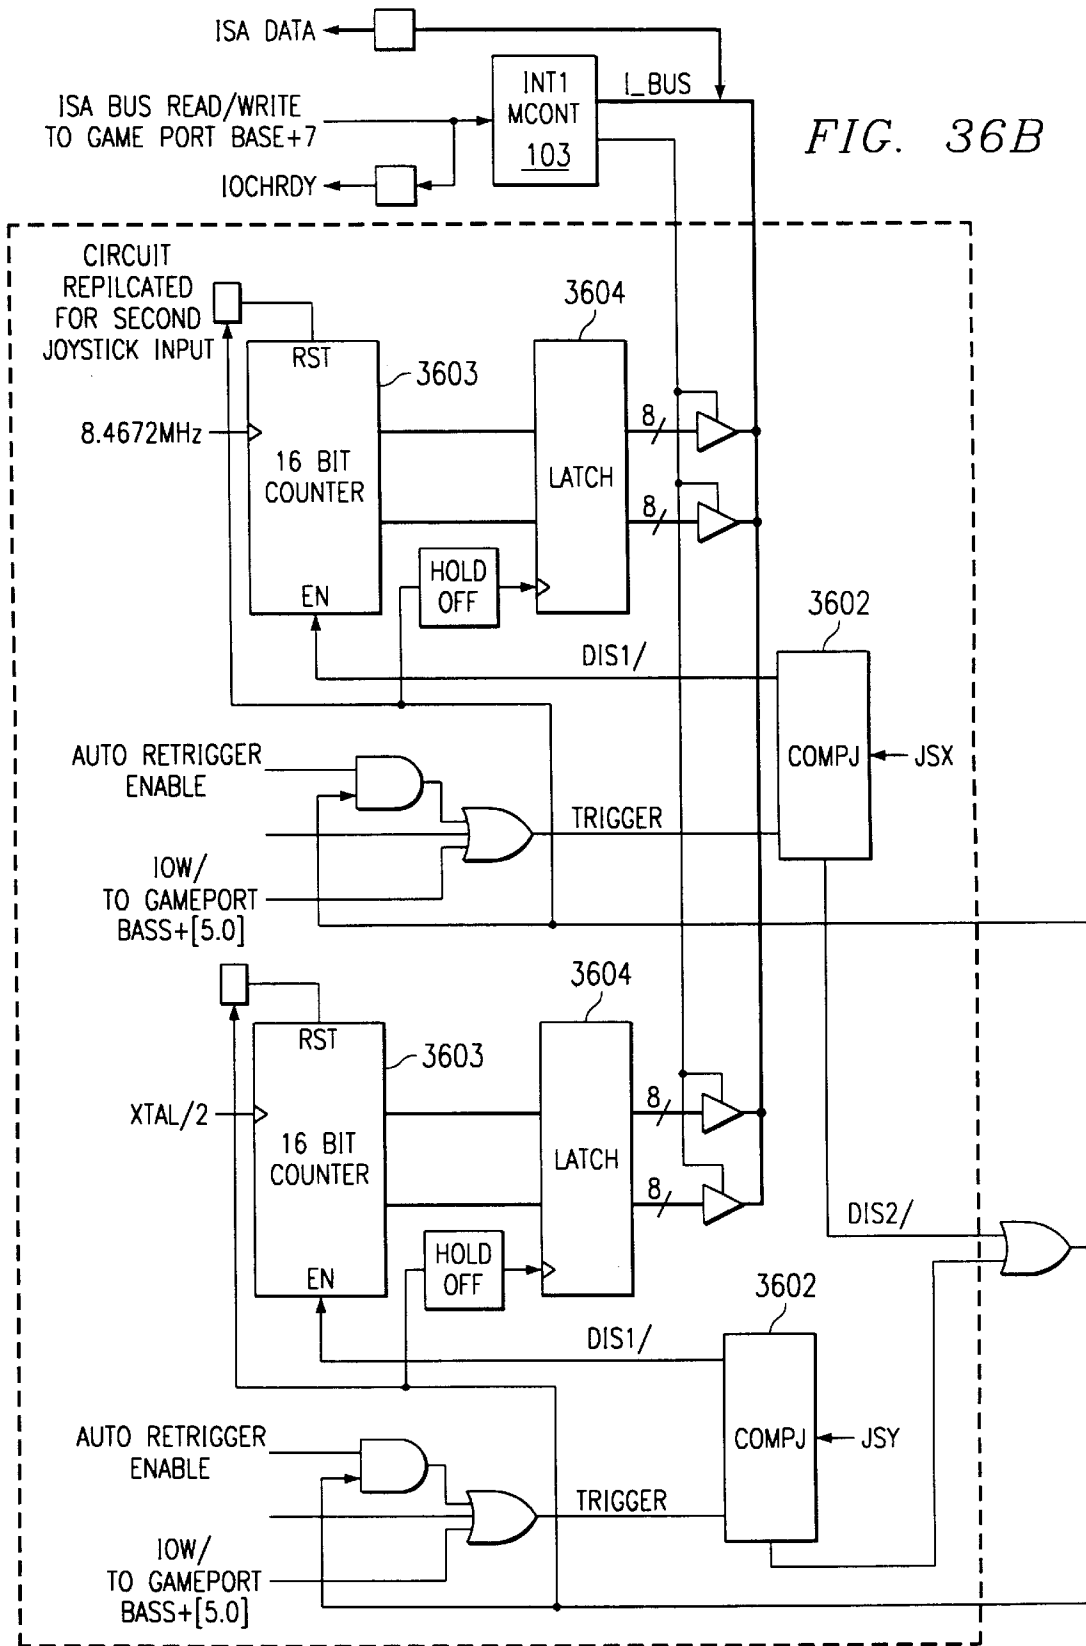 ISA DATA
INT1
MCONT
103
I_BUS
ISA BUS READ/WRITE
TO GAME PORT BASE+7
FIG. 36B
IOCHRDY
CIRCUIT
REPILCATED
FOR SECOND
JOYSTICK INPUT
3604
RST
3603
8.4672MHz
16 BIT
COUNTER
LATCH
8
8
HOLD
OFF
EN
3602
DIS1/
AUTO RETRIGGER
ENABLE
COMPJ
JSX
TRIGGER
IOW/
TO GAMEPORT
BASS+[5.0]
3604
RST
3603
XTAL/2
16 BIT
COUNTER
LATCH
8
8
DIS2/
HOLD
OFF
EN
3602
DIS1/
AUTO RETRIGGER
ENABLE
COMPJ
JSY
TRIGGER
IOW/
TO GAMEPORT
BASS+[5.0]